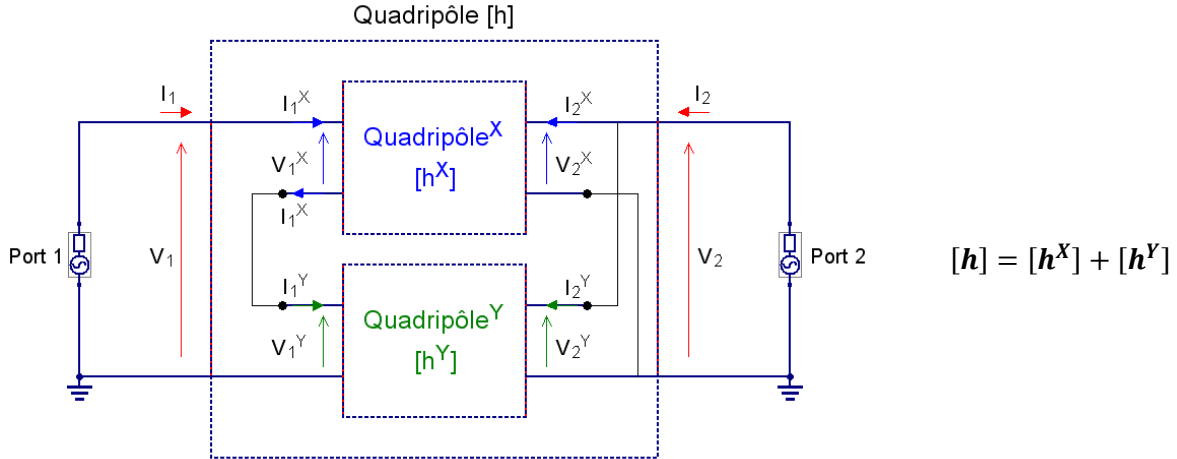 Quadripôle [h]
I₁ I₁ˣ I₂ˣ I₂
Quadripôleˣ
V₁ˣ V₂ˣ
[hˣ]
I₁ˣ
Port 1 V₁ V₂ Port 2 [h] = [hˣ] + [hʸ]
I₁ʸ I₂ʸ
Quadripôleʸ
V₁ʸ V₂ʸ
[hʸ]